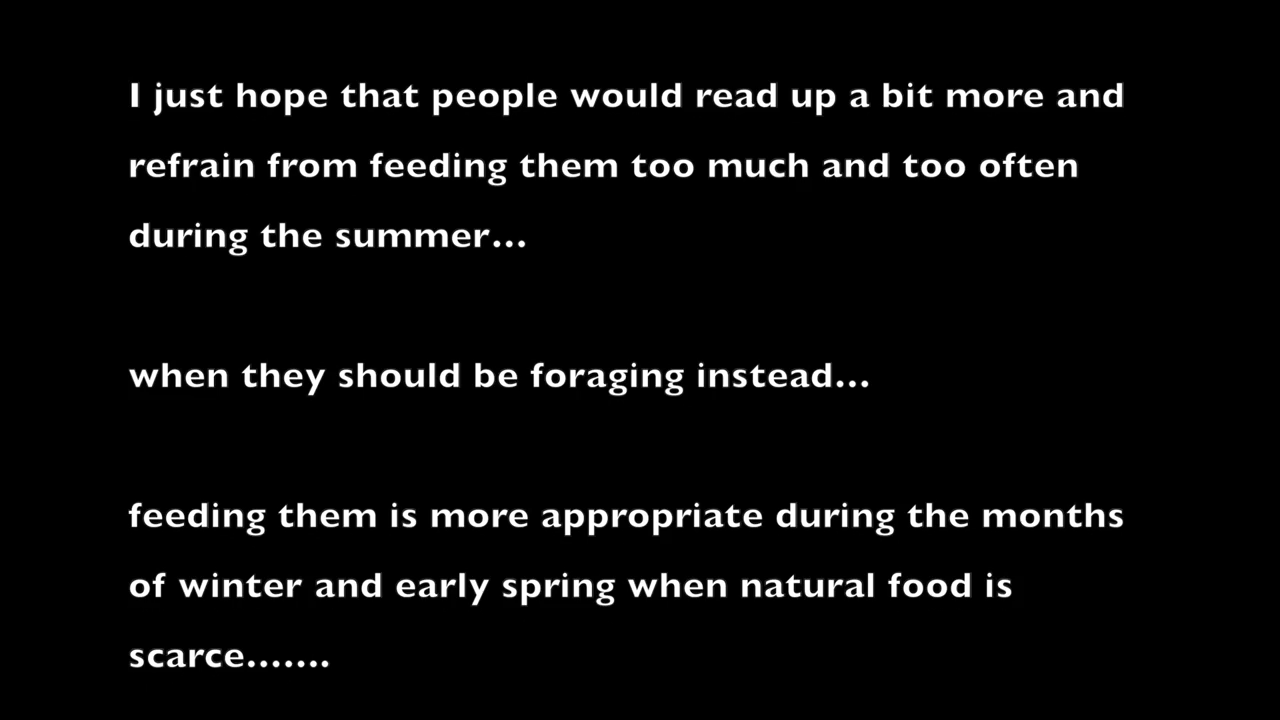 I just hope that people would read up a bit more and
refrain from feeding them too much and too often
during the summer...
when they should be foraging instead...
feeding them is more appropriate during the months
of winter and early spring when natural food is
scarce.......